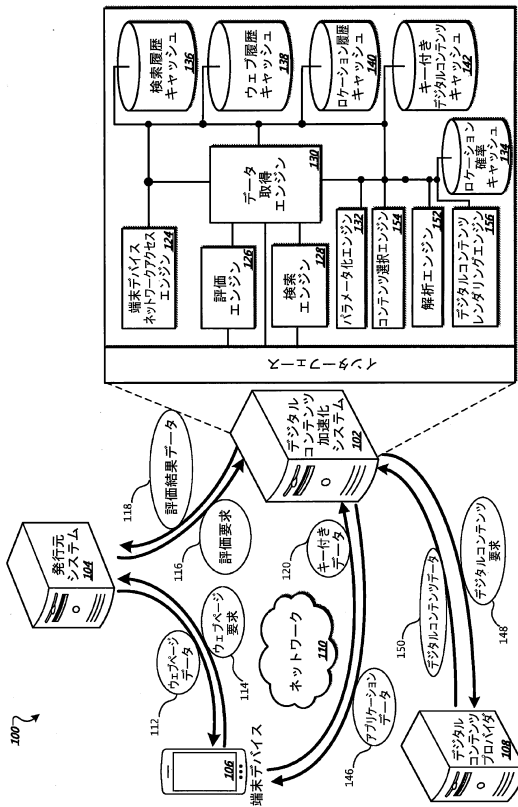 100
発行元
システム
104
112
ウェブページ
データ
ウェブページ
要求
114
118
評価結果データ
評価要求
116
106
端末デバイス
ネットワーク
110
120
キー付き
データ
アプリケーション
データ
146
デジタル
コンテンツ
加速化
システム
102
デジタル
コンテンツ
プロバイダ
108
150
デジタルコンテンツデータ
デジタルコンテンツ
要求
148
インターフェース
端末デバイス
ネットワークアクセス
エンジン
124
評価
エンジン
126
検索
エンジン
128
データ
取得
エンジン
130
パラメータ化エンジン
132
コンテンツ選択エンジン
154
解析エンジン
152
デジタルコンテンツ
レンダリングエンジン
156
検索履歴
キャッシュ
136
ウェブ履歴
キャッシュ
138
ロケーション履歴
キャッシュ
140
キー付き
デジタルコンテンツ
キャッシュ
142
ロケーション
確率
キャッシュ
134